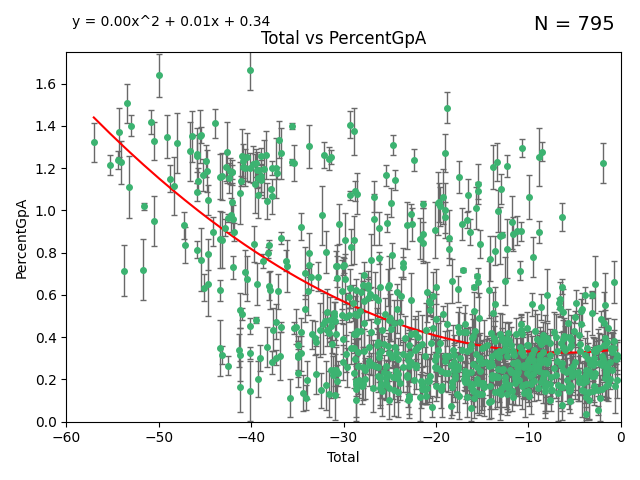 y = 0.00x^2 + 0.01x + 0.34
N = 795
Total vs PercentGpA
PercentGpA
1.6
1.4
1.2
1.0
0.8
0.6
0.4
0.2
0.0
−60 −50 −40 −30 −20 −10 0
Total